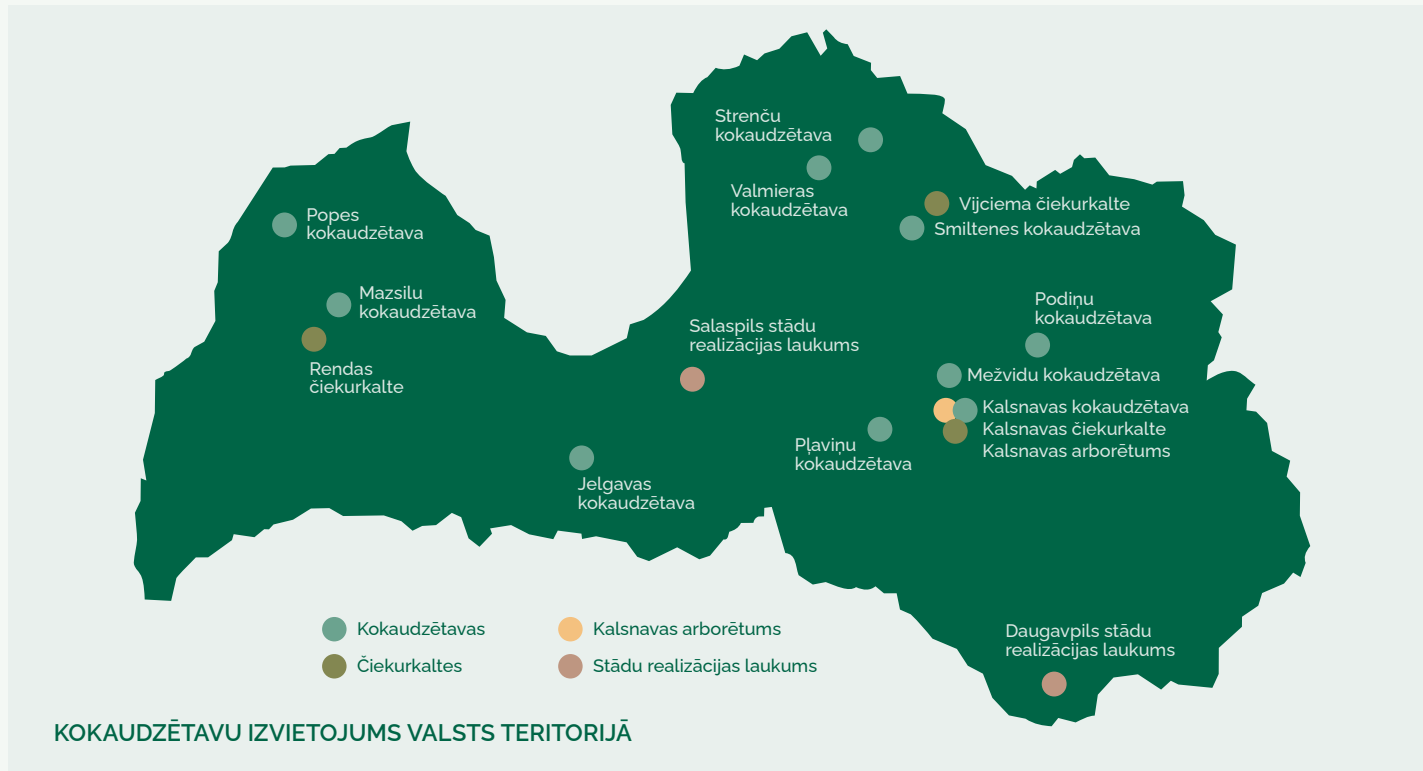 Strenču
kokaudzētava
Valmieras
kokaudzētava
Vijciema čiekurkalte
Smiltenes kokaudzētava
Popes
kokaudzētava
Mazsilu
kokaudzētava
Rendas
čiekurkalte
Salaspils stādu
realizācijas laukums
Podiņu
kokaudzētava
Mežvidu kokaudzētava
Kalsnavas kokaudzētava
Kalsnavas čiekurkalte
Kalsnavas arborētums
Pļaviņu
kokaudzētava
Jelgavas
kokaudzētava
Daugavpils stādu
realizācijas laukums
Kokaudzētavas
Čiekurkaltes
Kalsnavas arborētums
Stādu realizācijas laukums
KOKAUDZĒTAVU IZVIETOJUMS VALSTS TERITORIJĀ